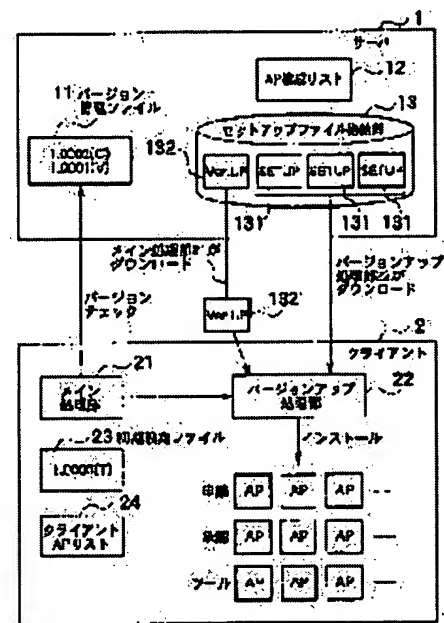 1
サーバ
AP構成リスト
12
11
バージョン
管理ファイル
13
セットアップファイル格納部
1.0002(C)
1.0001(V)
132
Ver.LP
SETUP
SETUP
131
131
131
メイン処理部が
ダウンロード
バージョンアップ
処理部が
ダウンロード
バージョン
チェック
Ver.LP
132
2
クライアント
21
メイン
処理部
バージョンアップ
処理部
22
23
初期設定ファイル
インストール
24
クライアント
APリスト
申請
AP
AP
AP
承認
AP
AP
AP
ツール
AP
AP
AP